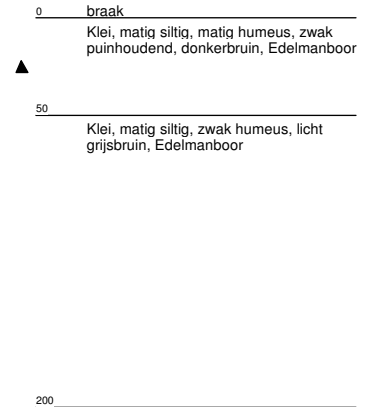 0 braak
Klei, matig siltig, matig humeus, zwak
puinhoudend, donkerbruin, Edelmanboor
50
Klei, matig siltig, zwak humeus, licht
grijsbruin, Edelmanboor
200